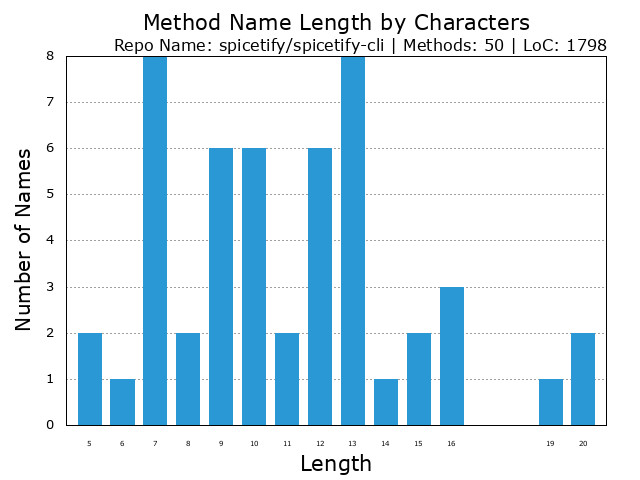 Method Name Length by Characters
Repo Name: spicetify/spicetify-cli | Methods: 50 | LoC: 1798
8
7
6
5
4
3
2
1
0
Number of Names
5 6 7 8 9 10 11 12 13 14 15 16 19 20
Length